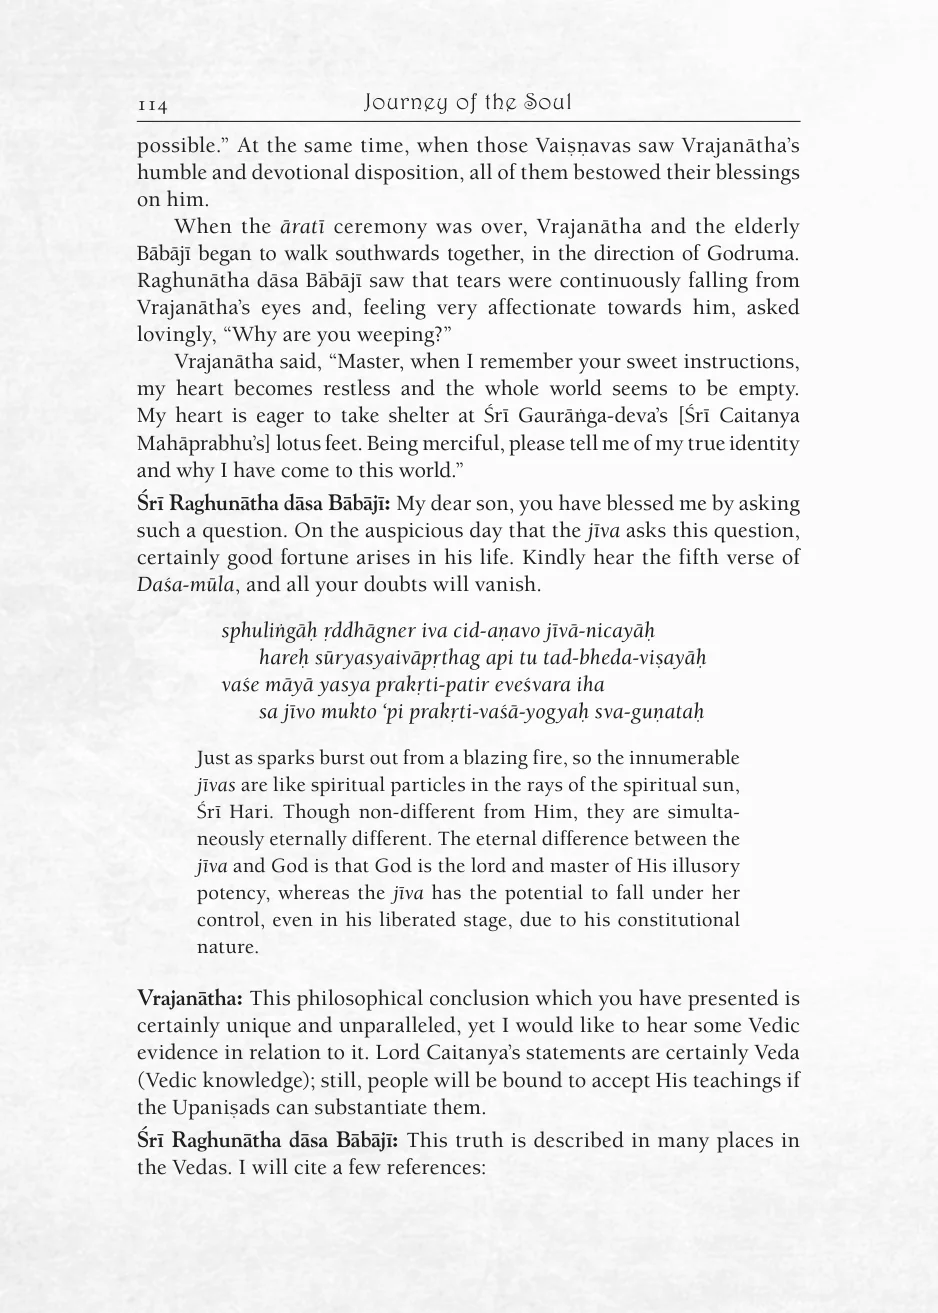 114
Journey of the Soul
possible.” At the same time, when those Vaiṣṇavas saw Vrajanātha’s
humble and devotional disposition, all of them bestowed their blessings
on him.
When the āratī ceremony was over, Vrajanātha and the elderly
Bābājī began to walk southwards together, in the direction of Godruma.
Raghunātha dāsa Bābājī saw that tears were continuously falling from
Vrajanātha’s eyes and, feeling very affectionate towards him, asked
lovingly, “Why are you weeping?”
Vrajanātha said, “Master, when I remember your sweet instructions,
my heart becomes restless and the whole world seems to be empty.
My heart is eager to take shelter at Śrī Gaurāṅga-deva’s [Śrī Caitanya
Mahāprabhu’s] lotus feet. Being merciful, please tell me of my true identity
and why I have come to this world.”
Śrī Raghunātha dāsa Bābājī: My dear son, you have blessed me by asking
such a question. On the auspicious day that the jīva asks this question,
certainly good fortune arises in his life. Kindly hear the fifth verse of
Daśa-mūla, and all your doubts will vanish.
sphuliṅgāḥ ṛddhāgner iva cid-aṇavo jīvā-nicayāḥ
hareḥ sūryasyaivāpṛthag api tu tad-bheda-viṣayāḥ
vaśe māyā yasya prakṛti-patir eveśvara iha
sa jīvo mukto ‘pi prakṛti-vaśā-yogyaḥ sva-guṇataḥ
Just as sparks burst out from a blazing fire, so the innumerable
jīvas are like spiritual particles in the rays of the spiritual sun,
Śrī Hari. Though non-different from Him, they are simulta-
neously eternally different. The eternal difference between the
jīva and God is that God is the lord and master of His illusory
potency, whereas the jīva has the potential to fall under her
control, even in his liberated stage, due to his constitutional
nature.
Vrajanātha: This philosophical conclusion which you have presented is
certainly unique and unparalleled, yet I would like to hear some Vedic
evidence in relation to it. Lord Caitanya’s statements are certainly Veda
(Vedic knowledge); still, people will be bound to accept His teachings if
the Upaniṣads can substantiate them.
Śrī Raghunātha dāsa Bābājī: This truth is described in many places in
the Vedas. I will cite a few references: